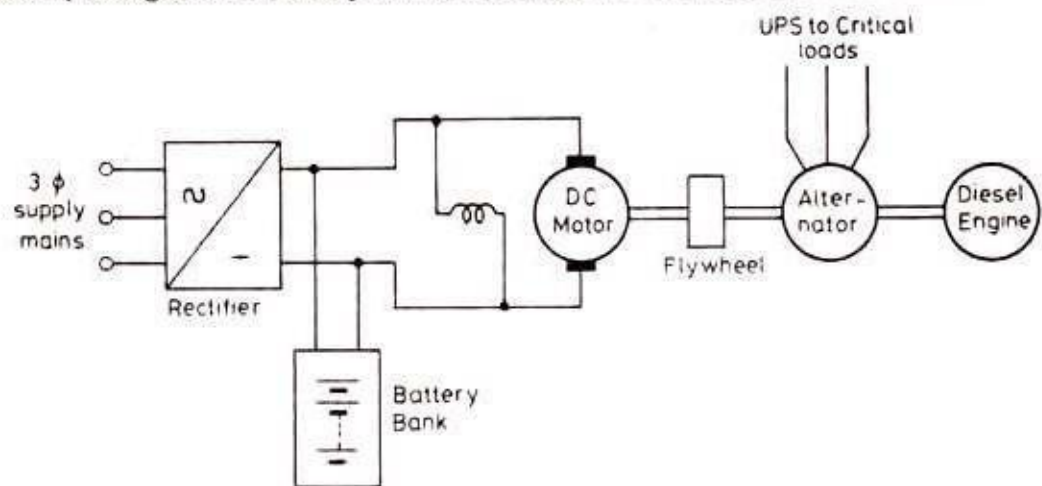 UPS to Critical
loads
3 ϕ
supply
mains
Rectifier
DC
Motor
Flywheel
Alter-
nator
Diesel
Engine
Battery
Bank